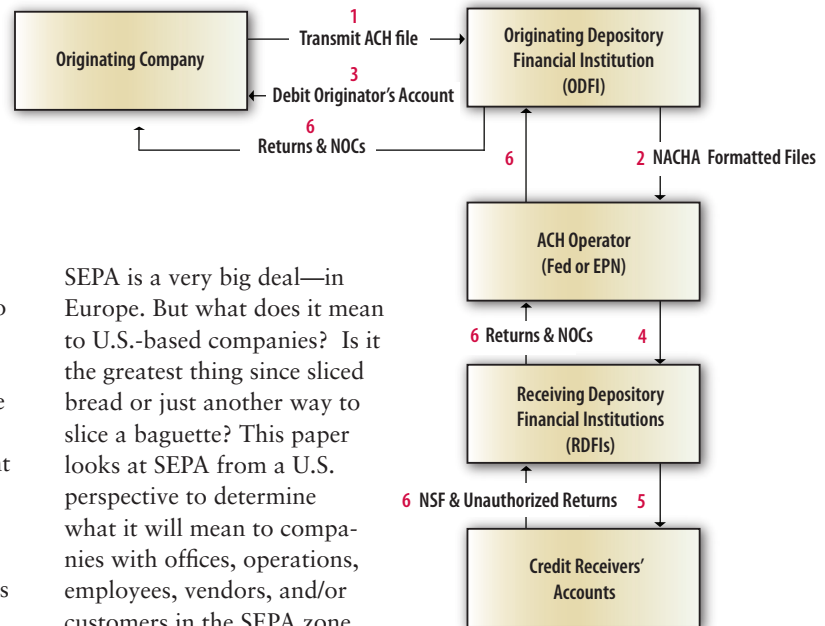 1
Transmit ACH file
Originating Company
Originating Depository
Financial Institution
(ODFI)
3
Debit Originator's Account
6
Returns & NOCs
6
2 NACHA Formatted Files
ACH Operator
(Fed or EPN)
6 Returns & NOCs 4
Receiving Depository
Financial Institutions
(RDFIs)
6 NSF & Unauthorized Returns 5
Credit Receivers'
Accounts
SEPA is a very big deal—in
Europe. But what does it mean
to U.S.-based companies? Is it
the greatest thing since sliced
bread or just another way to
slice a baguette? This paper
looks at SEPA from a U.S.
perspective to determine
what it will mean to compa-
nies with offices, operations,
employees, vendors, and/or
customers in the SEPA zone